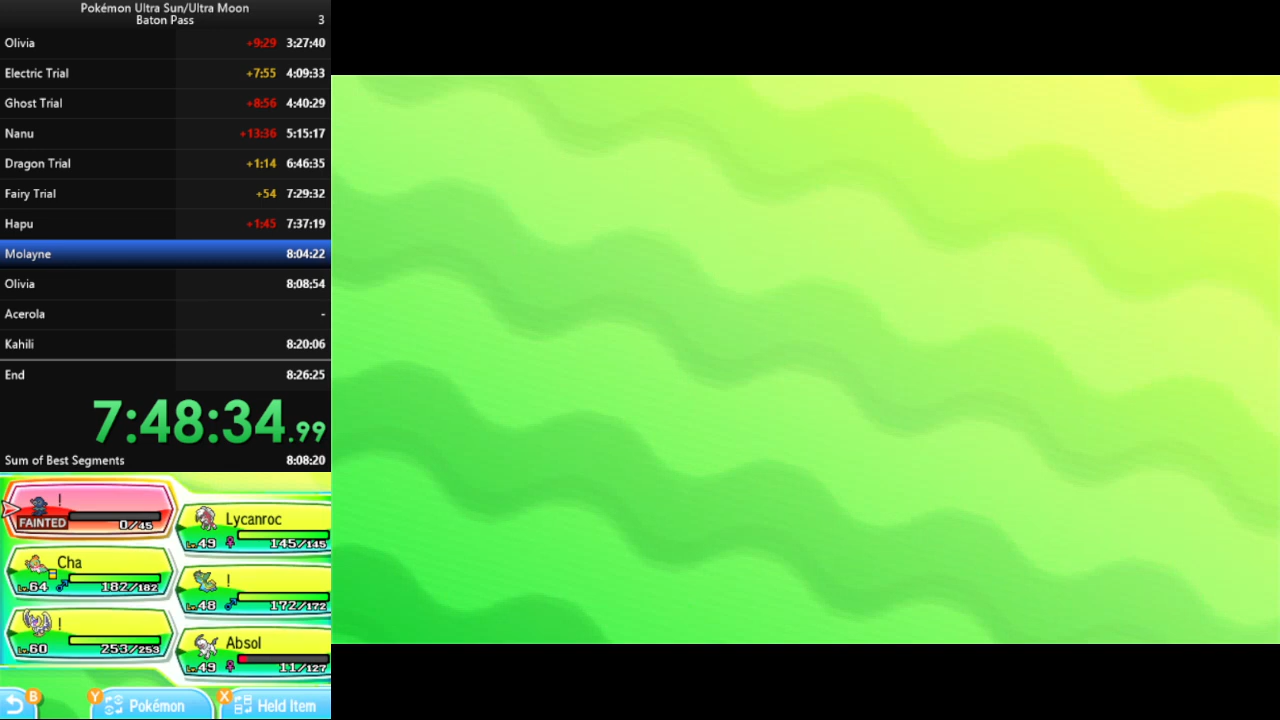 Pokémon Ultra Sun/Ultra Moon
Baton Pass 3
Olivia +9:29 3:27:40
Electric Trial +7:55 4:09:33
Ghost Trial +8:56 4:40:29
Nanu +13:36 5:15:17
Dragon Trial +1:14 6:46:35
Fairy Trial +54 7:29:32
Hapu +1:45 7:37:19
Molayne 8:04:22
Olivia 8:08:54
Acerola -
Kahili 8:20:06
End 8:26:25
7:48:34.99
Sum of Best Segments 8:08:20
!
FAINTED 0/45
Lycanroc
Lv.49 145/145
Cha
Lv.64 182/182
!
Lv.48 172/172
!
Lv.60 253/253
Absol
Lv.49 11/127
B Y Pokémon X Held Item